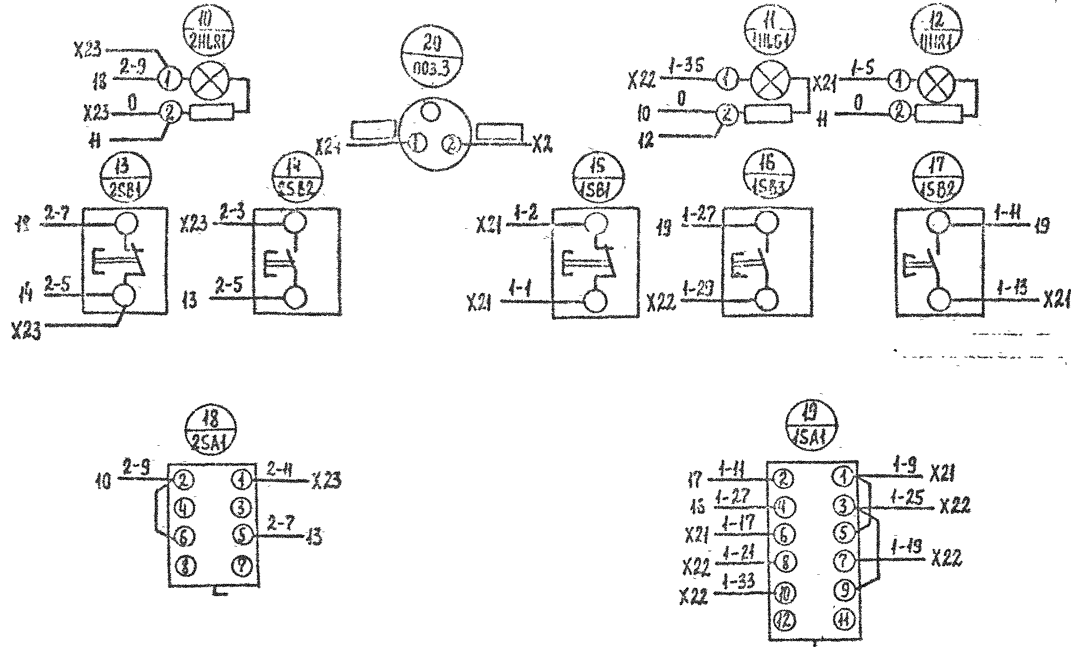 10
2HLR1
X23
18 2-9 1
X23 0 2
11
20
X24 1 2 X2
11
X22 1-35 1
10 0 2
12
12
X21 1-5 1
11 0 2
13
2SB1
18 2-7
14 2-5
X23
14
2SB2
X23 2-3
13 2-5
15
1SB1
X21 1-2
X21 1-1
16
1SB3
19 1-27
X22 1-29
17
1SB2
1-11 19
1-13 X21
18
2SA1
10 2-9 2 1 2-11 X23
4 3
6 5 2-7 13
8 7
19
1SA1
17 1-11 2 1 1-9 X21
16 1-27 4 3 1-25 X22
X21 1-17 6 5
X22 1-21 8 7 1-19 X22
X22 1-33 10 9
12 11